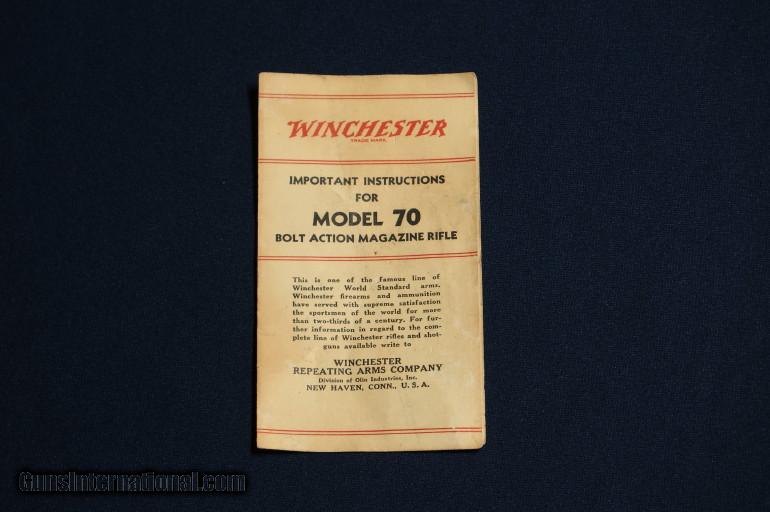 WINCHESTER
TRADE MARK
IMPORTANT INSTRUCTIONS
FOR
MODEL 70
BOLT ACTION MAGAZINE RIFLE
This is one of the famous line of
Winchester World Standard arms.
Winchester firearms and ammunition
have served with supreme satisfaction
the sportsmen of the world for more
than two-thirds of a century. For fur-
ther information in regard to the com-
plete line of Winchester rifles and shot-
guns available write to
WINCHESTER
REPEATING ARMS COMPANY
Division of Olin Industries, Inc.
NEW HAVEN, CONN., U. S. A.
GunsInternational.com